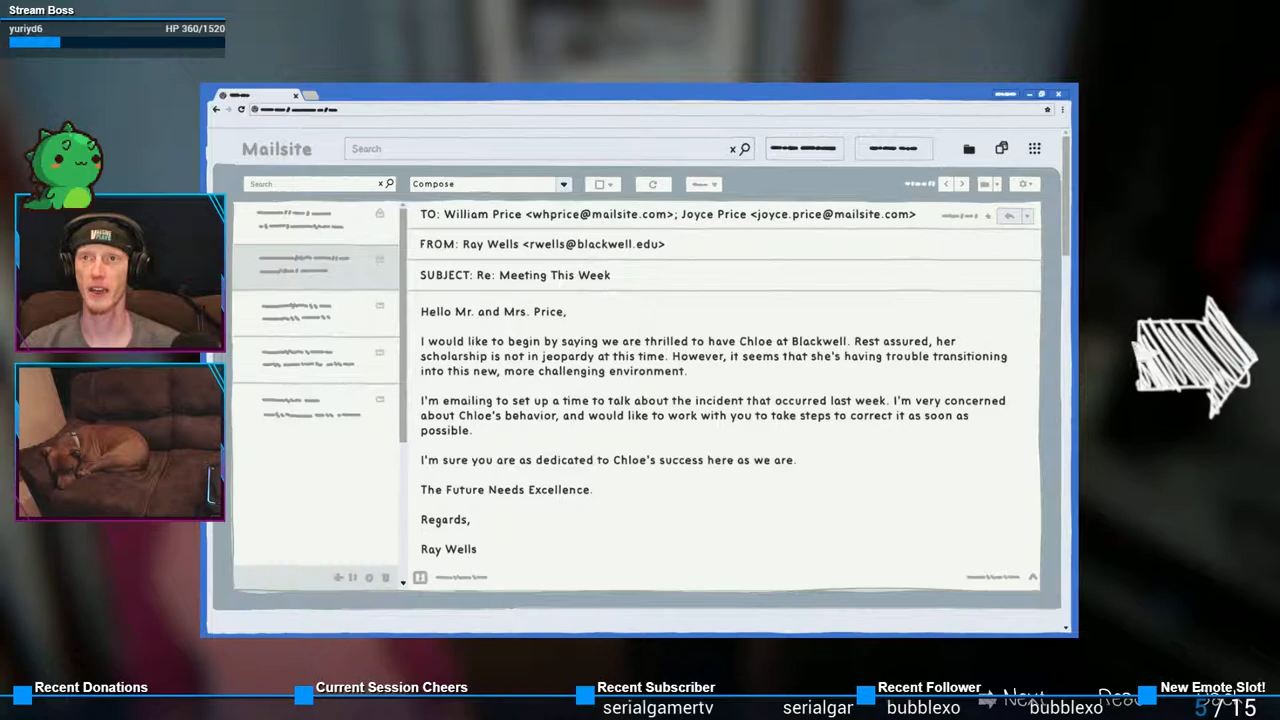 Stream Boss
yuriyd6
HP 360/1520
Mailsite
Search
x
Search
x
Compose
TO: William Price <whprice@mailsite.com>; Joyce Price <joyce.price@mailsite.com>
FROM: Ray Wells <rwells@blackwell.edu>
SUBJECT: Re: Meeting This Week
Hello Mr. and Mrs. Price,
I would like to begin by saying we are thrilled to have Chloe at Blackwell. Rest assured, her
scholarship is not in jeopardy at this time. However, it seems that she's having trouble transitioning
into this new, more challenging environment.
I'm emailing to set up a time to talk about the incident that occurred last week. I'm very concerned
about Chloe's behavior, and would like to work with you to take steps to correct it as soon as
possible.
I'm sure you are as dedicated to Chloe's success here as we are.
The Future Needs Excellence.
Regards,
Ray Wells
Recent Donations
Current Session Cheers
Recent Subscriber
serialgamertv
serialgar
Recent Follower
bubblexo
bubblexo
Next
New Emote Slot!
5 / 15